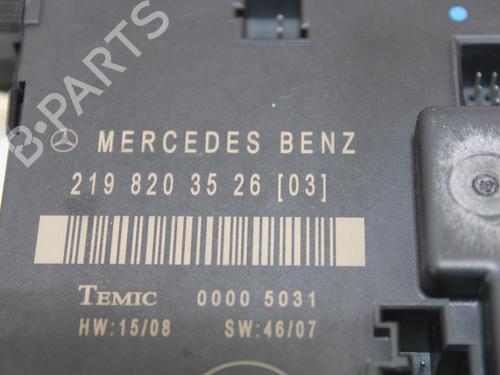 B-PARTS
MERCEDES BENZ
219 820 35 26 [03]
TEMIC 0000 5031
HW:15/08 SW:46/07